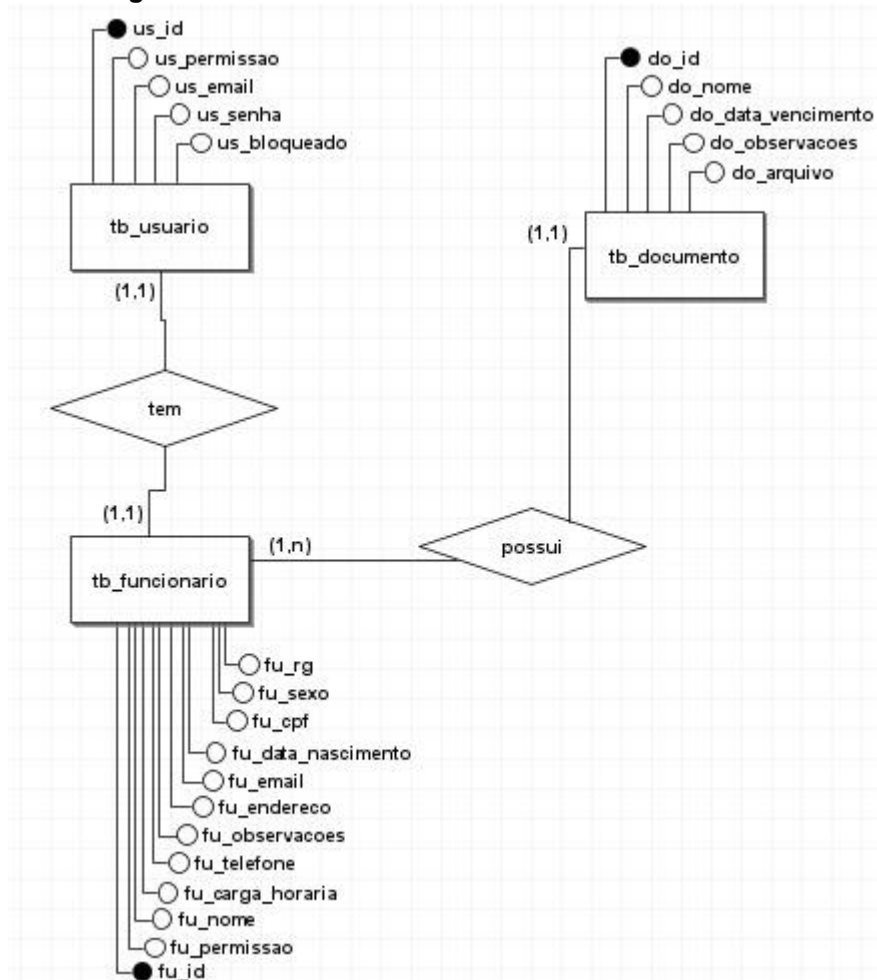 us_id
us_permissao
us_email
us_senha
us_bloqueado
tb_usuario
(1,1)
do_id
do_nome
do_data_vencimento
do_observacoes
do_arquivo
(1,1)
tb_documento
tem
(1,1)
tb_funcionario
(1,n)
possui
fu_rg
fu_sexo
fu_cpf
fu_data_nascimento
fu_email
fu_endereco
fu_observacoes
fu_telefone
fu_carga_horaria
fu_nome
fu_permissao
fu_id